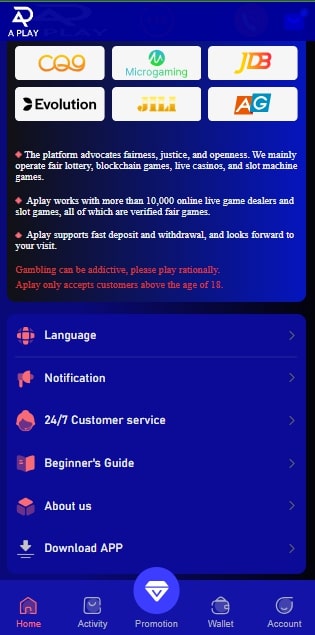 A PLAY
CQ9
Microgaming
JDB
Evolution
JILI
AG
The platform advocates fairness, justice, and openness. We mainly
operate fair lottery, blockchain games, live casinos, and slot machine
games.
Aplay works with more than 10,000 online live game dealers and
slot games, all of which are verified fair games.
Aplay supports fast deposit and withdrawal, and looks forward to
your visit.
Gambling can be addictive, please play rationally.
Aplay only accepts customers above the age of 18.
Language
Notification
24/7 Customer service
Beginner's Guide
About us
Download APP
Home
Activity
Promotion
Wallet
Account